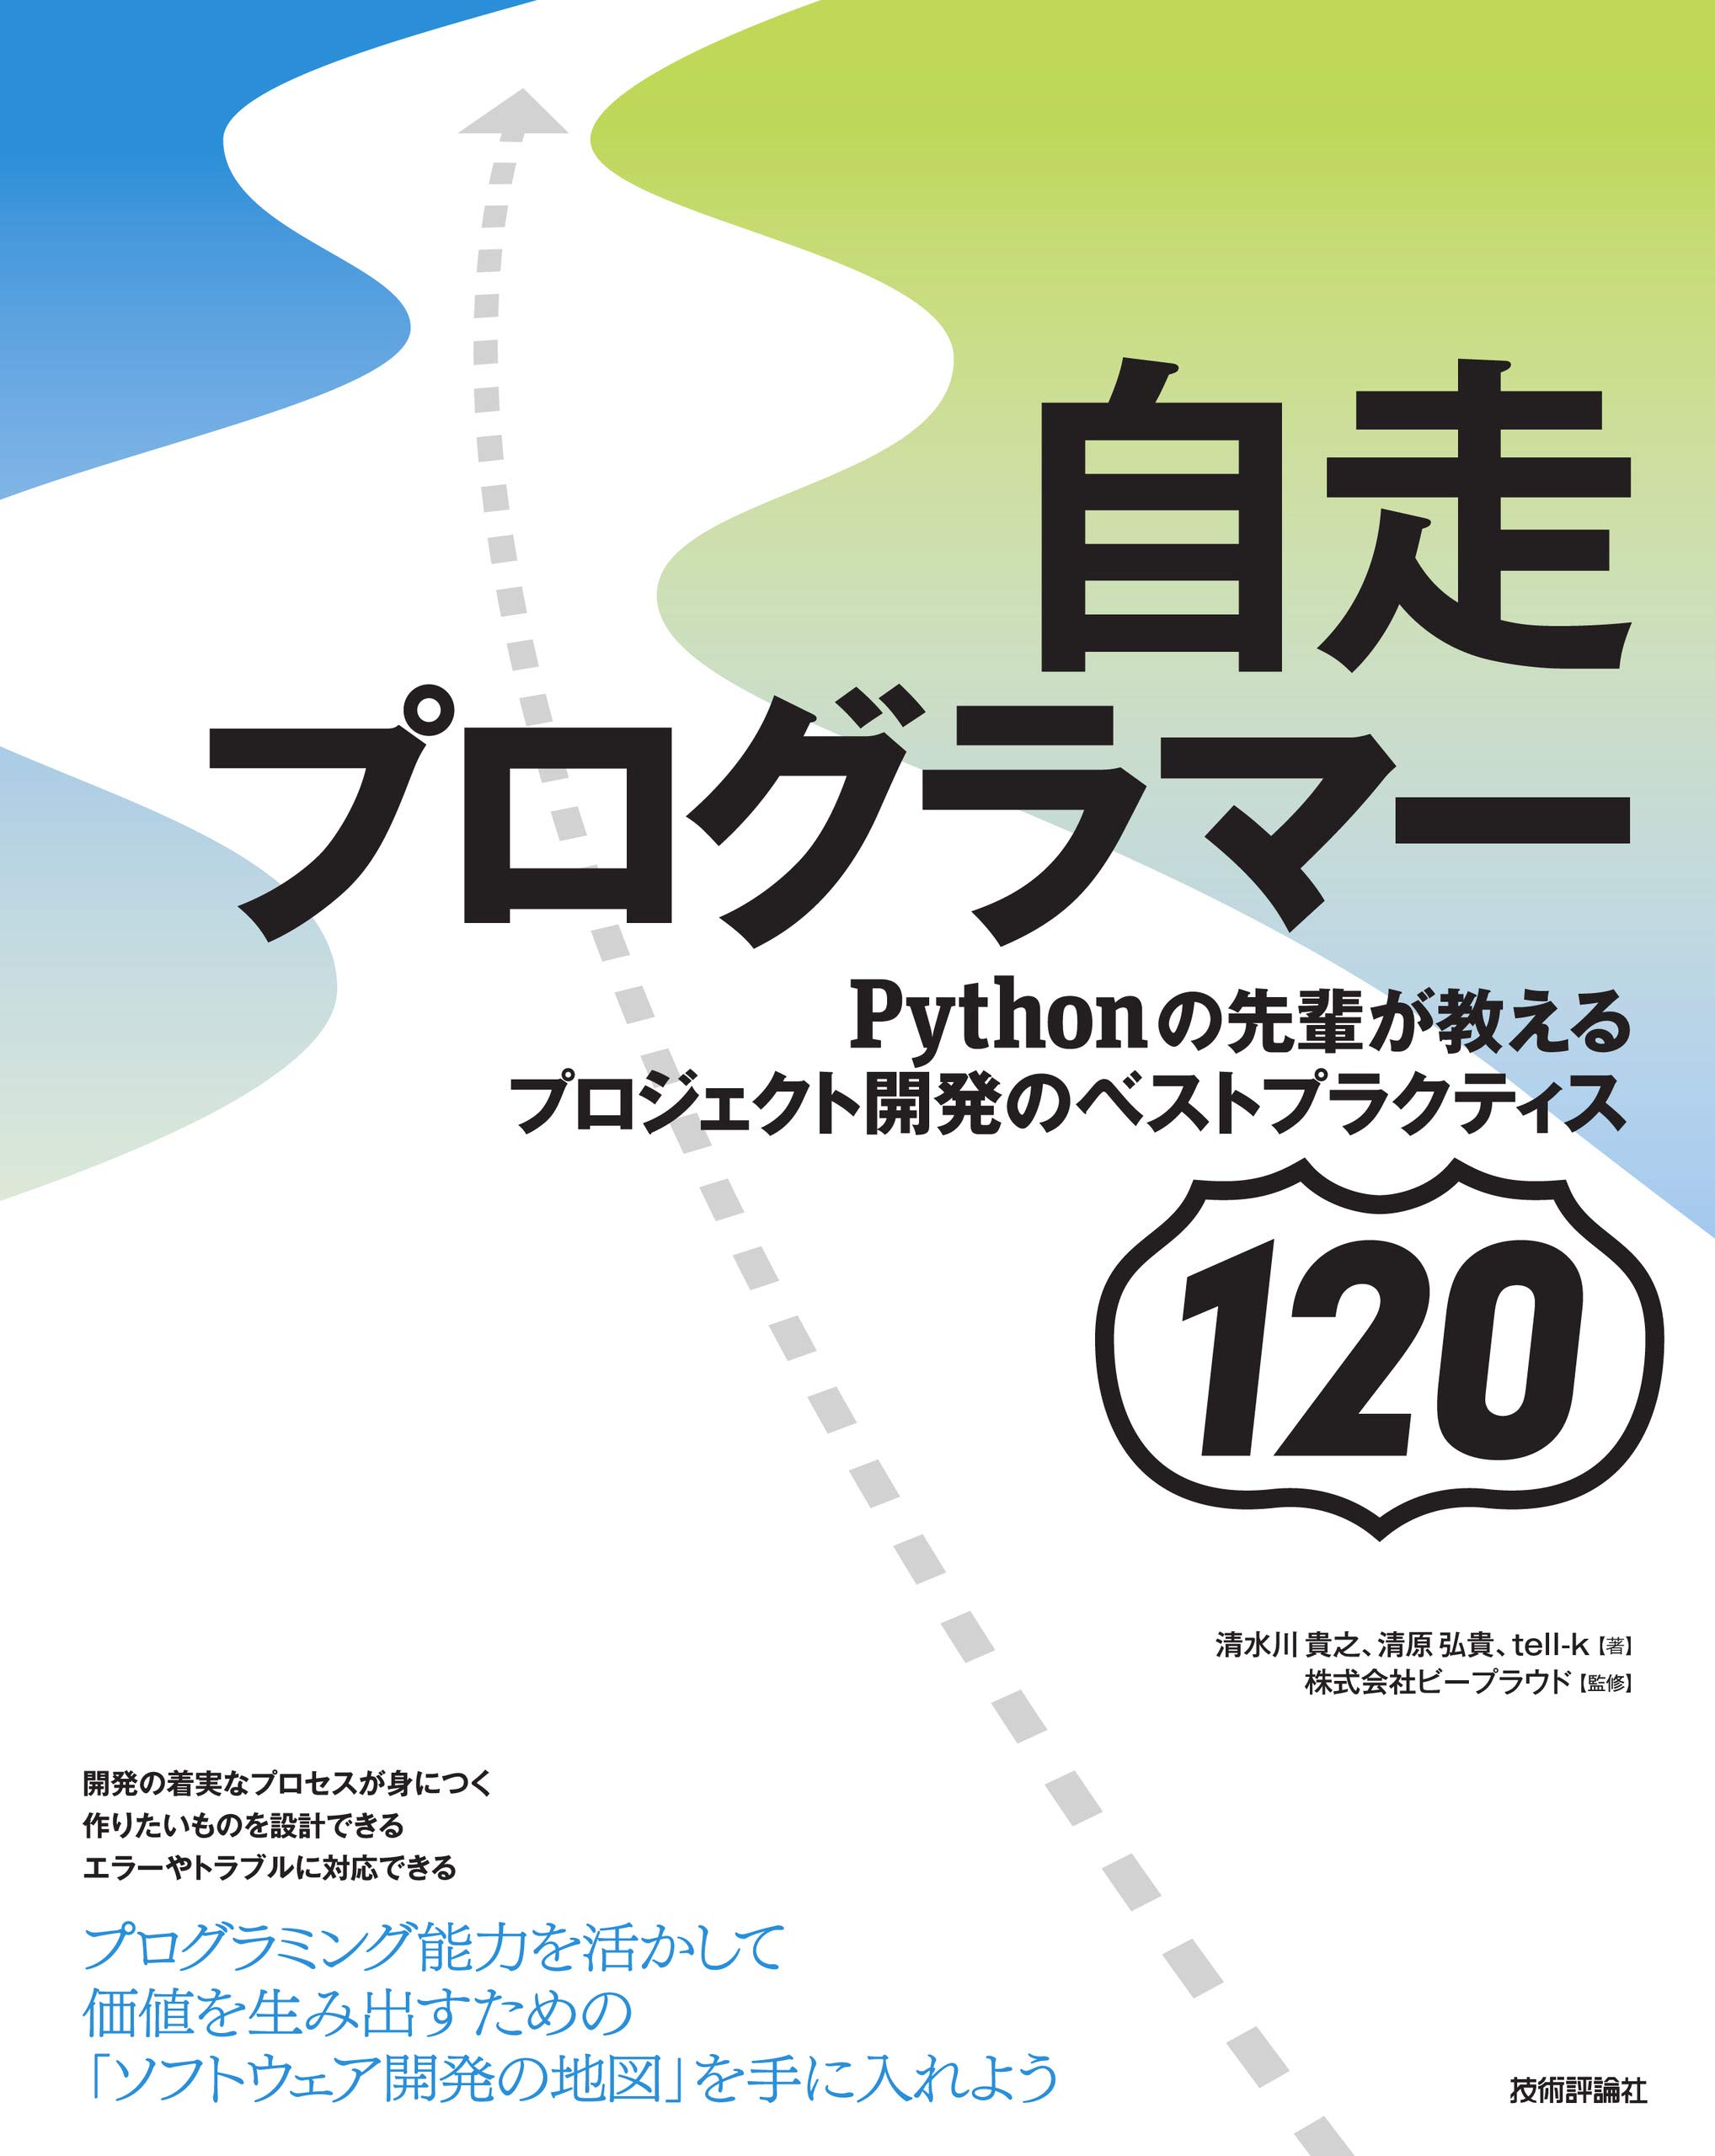 自走
プログラマー
Pythonの先輩が教える
プロジェクト開発のベストプラクティス
120
清水川 貴之、清原 弘貴、tell-k【著】
株式会社ビープラウド【監修】
開発の着実なプロセスが身につく
作りたいものを設計できる
エラーやトラブルに対応できる
プログラミング能力を活かして
価値を生み出すための
「ソフトウェア開発の地図」を手に入れよう
技術評論社